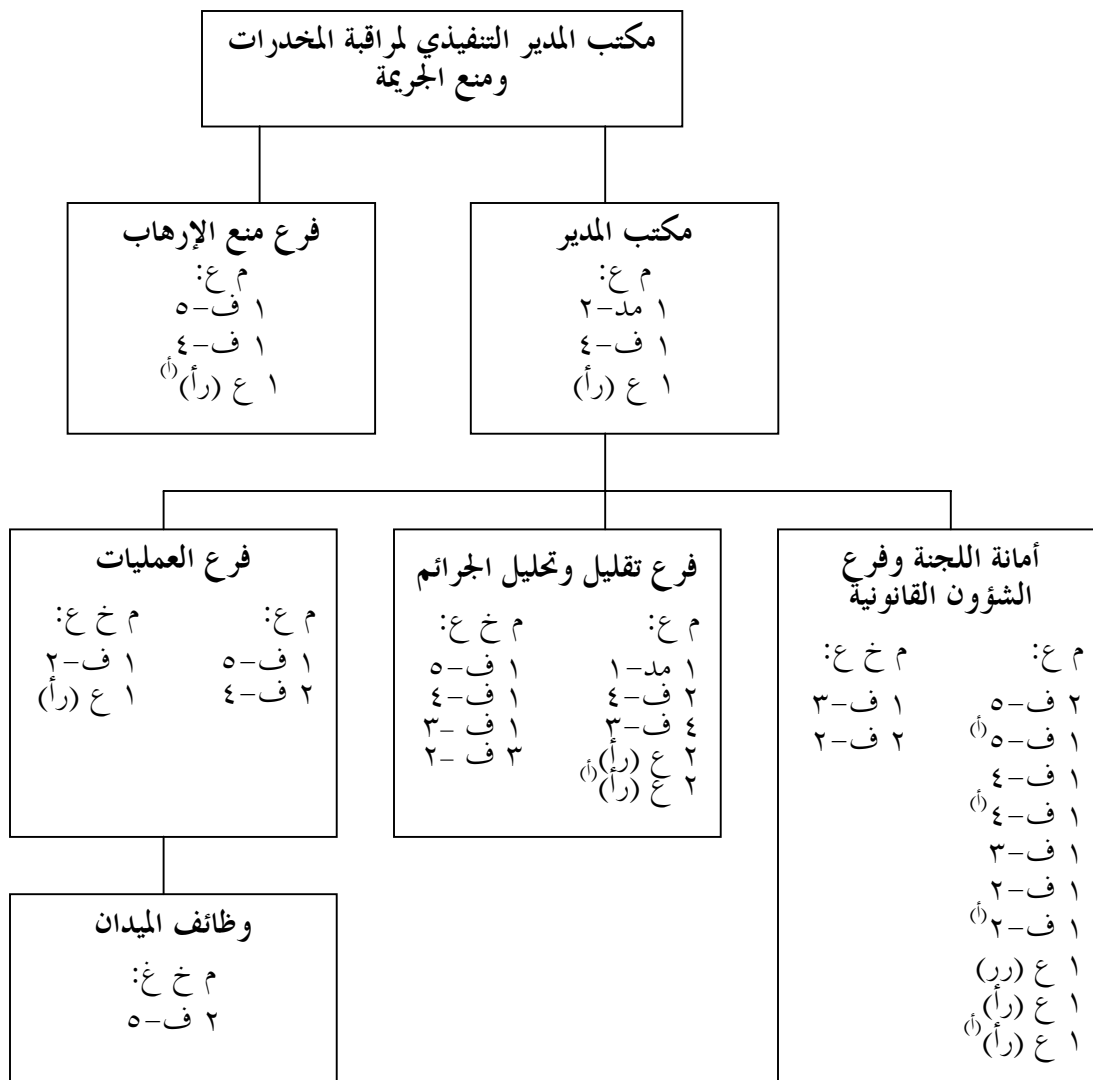 مكتب المدير التنفيذي لمراقبة المخدرات
ومنع الجريمة
مكتب المدير
م ع:
١ مد-٢
١ ف-٤
١ ع (رأ)
فرع منع الإرهاب
م ع:
١ ف-٥
١ ف-٤
١ ع (رأ)(أ)
أمانة اللجنة وفرع
الشؤون القانونية
م ع:
٢ ف-٥
١ ف-٥(أ)
١ ف-٤
١ ف-٤(أ)
١ ف-٣
١ ف-٢
١ ف-٢(أ)
١ ع (رر)
١ ع (رأ)
١ ع (رأ)(أ)
م خ ع:
١ ف-٣
٢ ف-٢
فرع تقليل وتحليل الجرائم
م ع:
١ مد-١
٢ ف-٤
٤ ف-٣
٢ ع (رأ)
٢ ع (رأ)(أ)
م خ ع:
١ ف-٥
١ ف-٤
١ ف _٣
٣ ف _٢
فرع العمليات
م ع:
١ ف-٥
٢ ف-٤
م خ ع:
١ ف-٢
١ ع (رأ)
وظائف الميدان
م خ غ:
٢ ف-٥